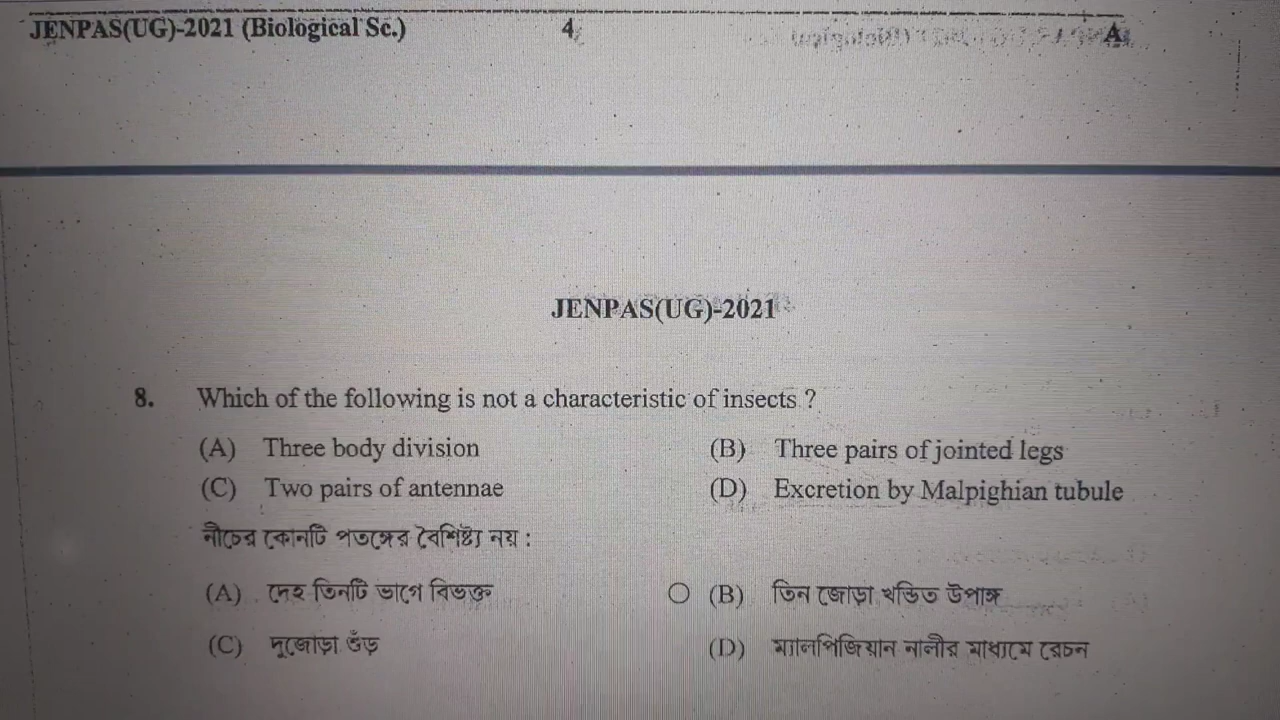 JENPAS(UG)-2021 (Biological Sc.) 4 A
JENPAS(UG)-2021
8. Which of the following is not a characteristic of insects ?
(A) Three body division (B) Three pairs of jointed legs
(C) Two pairs of antennae (D) Excretion by Malpighian tubule
নীচের কোনটি পতঙ্গের বৈশিষ্ট্য নয় :
(A) দেহ তিনটি ভাগে বিভক্ত (B) তিন জোড়া খন্ডিত উপাঙ্গ
(C) দুজোড়া শুঁড় (D) ম্যালপিজিয়ান নালীর মাধ্যমে রেচন